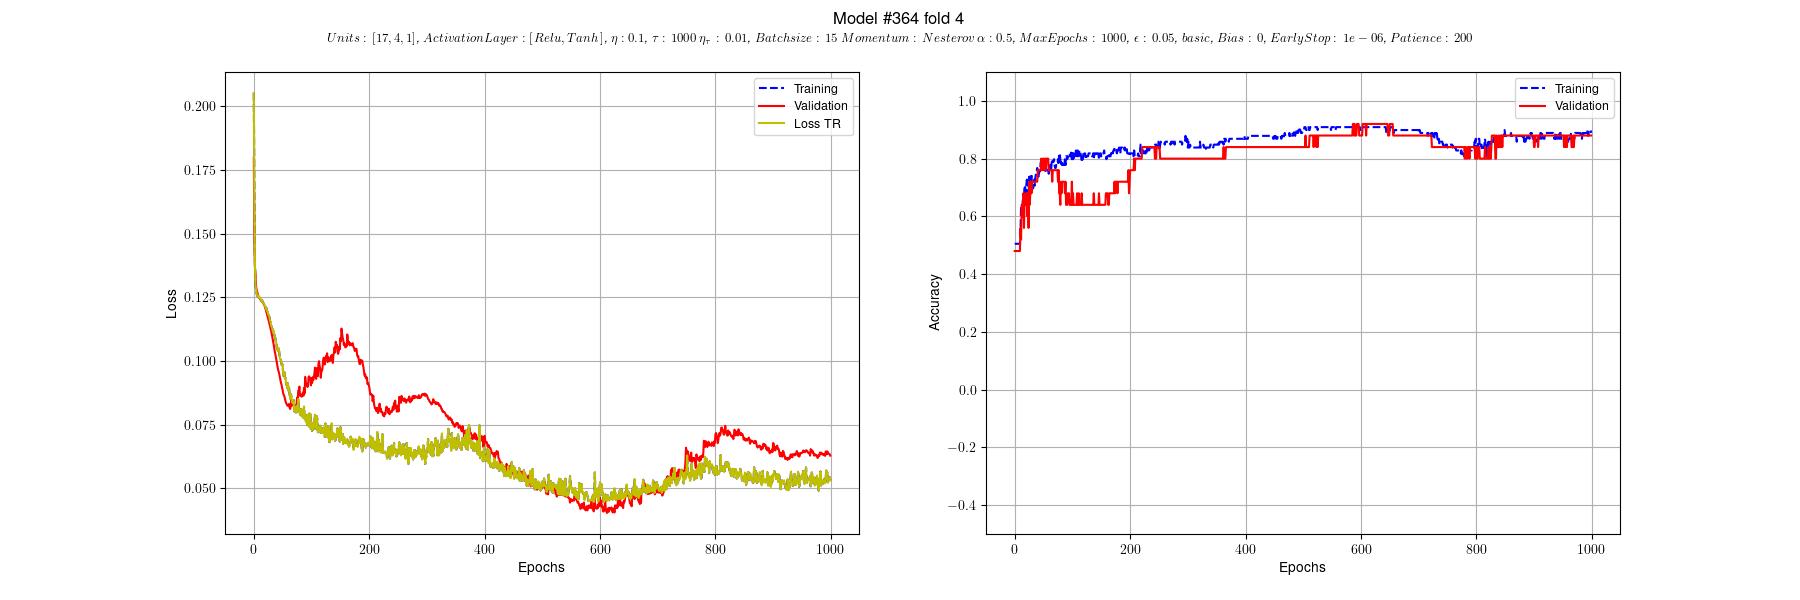 Model #364 fold 4
Units : [17, 4, 1], ActivationLayer : [Relu, Tanh], η : 0.1, τ : 1000 ητ : 0.01, Batchsize : 15 Momentum : Nesterov α : 0.5, MaxEpochs : 1000, ϵ : 0.05, basic, Bias : 0, EarlyStop : 1e − 06, Patience : 200
Training
Validation
Loss TR
0.200
0.175
0.150
0.125
0.100
0.075
0.050
Loss
0 200 400 600 800 1000
Epochs
Training
Validation
1.0
0.8
0.6
0.4
0.2
0.0
−0.2
−0.4
Accuracy
0 200 400 600 800 1000
Epochs